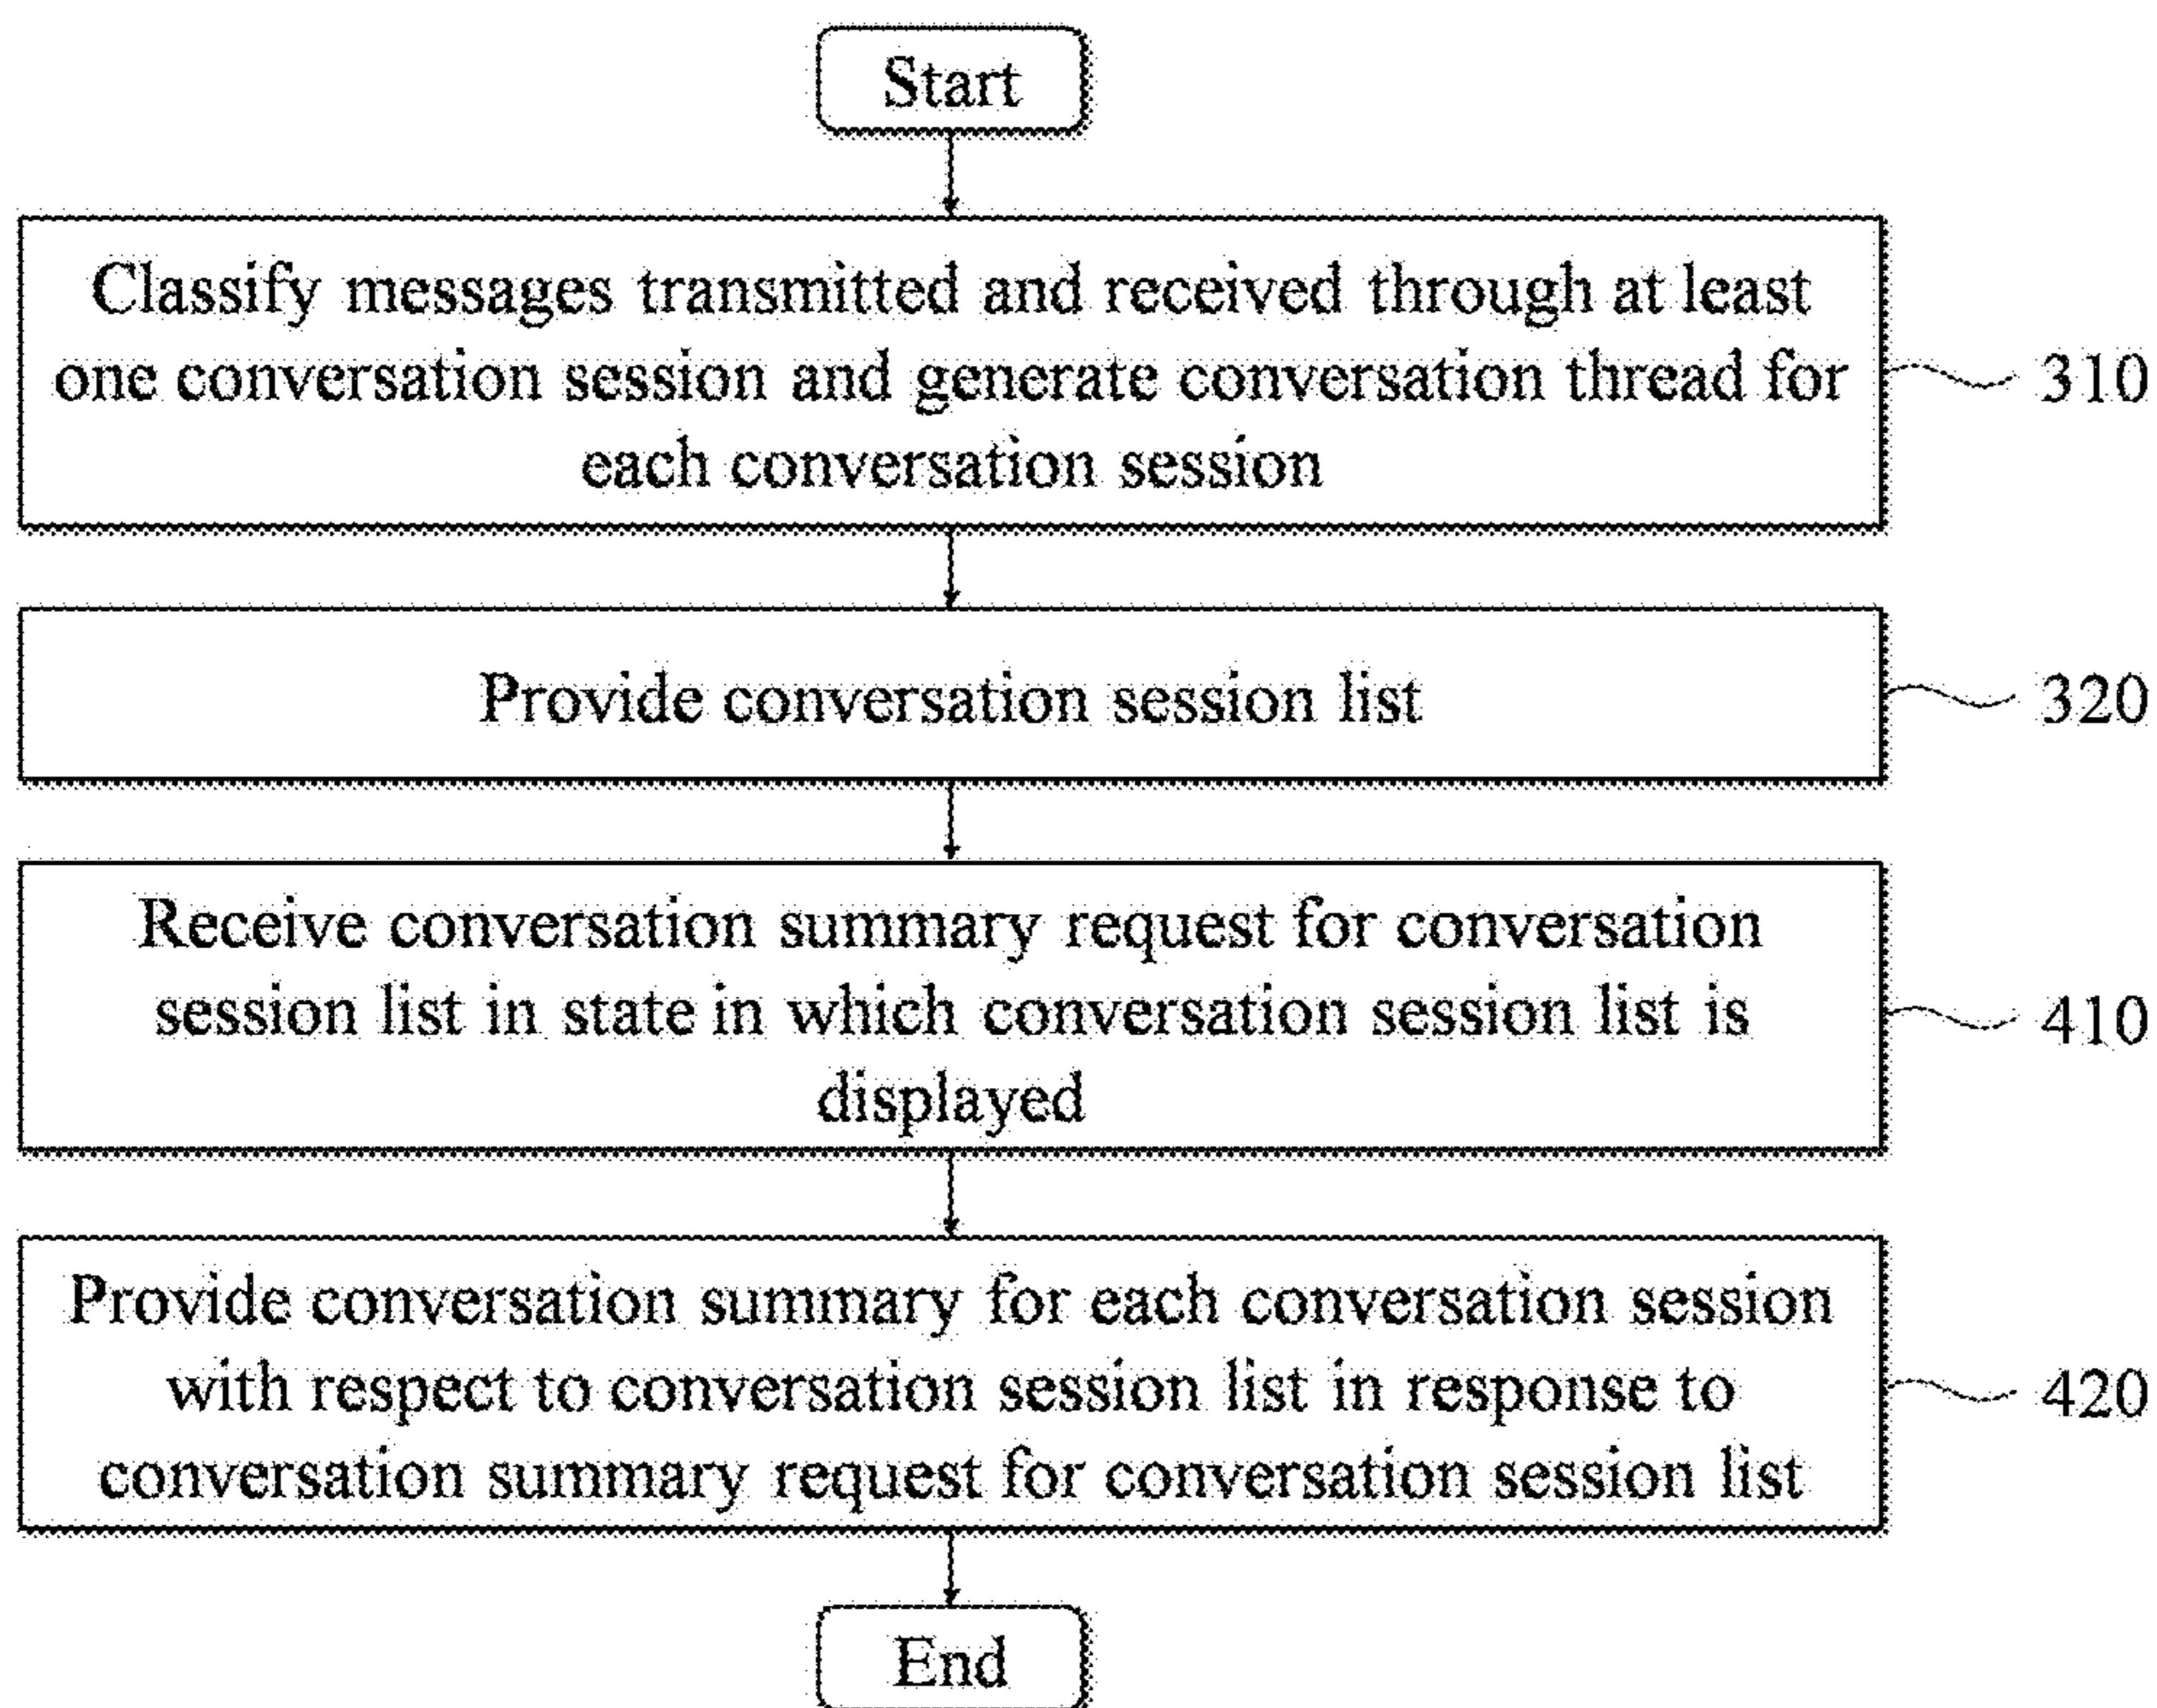 Start
Classify messages transmitted and received through at least
one conversation session and generate conversation thread for
each conversation session
310
Provide conversation session list
320
Receive conversation summary request for conversation
session list in state in which conversation session list is
displayed
410
Provide conversation summary for each conversation session
with respect to conversation session list in response to
conversation summary request for conversation session list
420
End